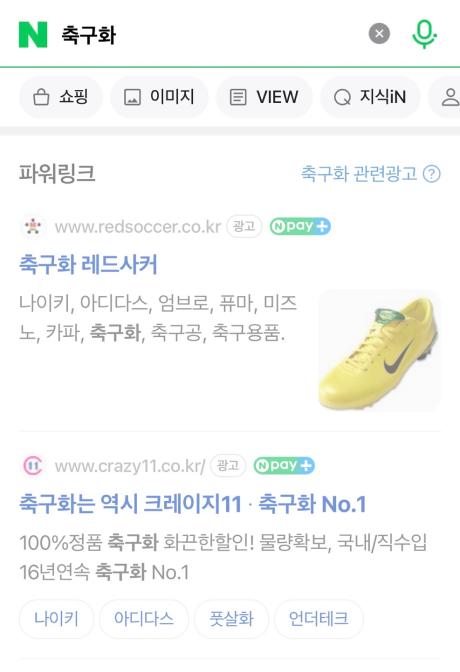 N 축구화
쇼핑 이미지 VIEW 지식iN
파워링크 축구화 관련광고 ?
www.redsoccer.co.kr 광고 N pay +
축구화 레드사커
나이키, 아디다스, 엄브로, 퓨마, 미즈
노, 카파, 축구화, 축구공, 축구용품.
11 www.crazy11.co.kr/ 광고 N pay +
축구화는 역시 크레이지11 · 축구화 No.1
100%정품 축구화 화끈한할인! 물량확보, 국내/직수입
16년연속 축구화 No.1
나이키 아디다스 풋살화 언더테크